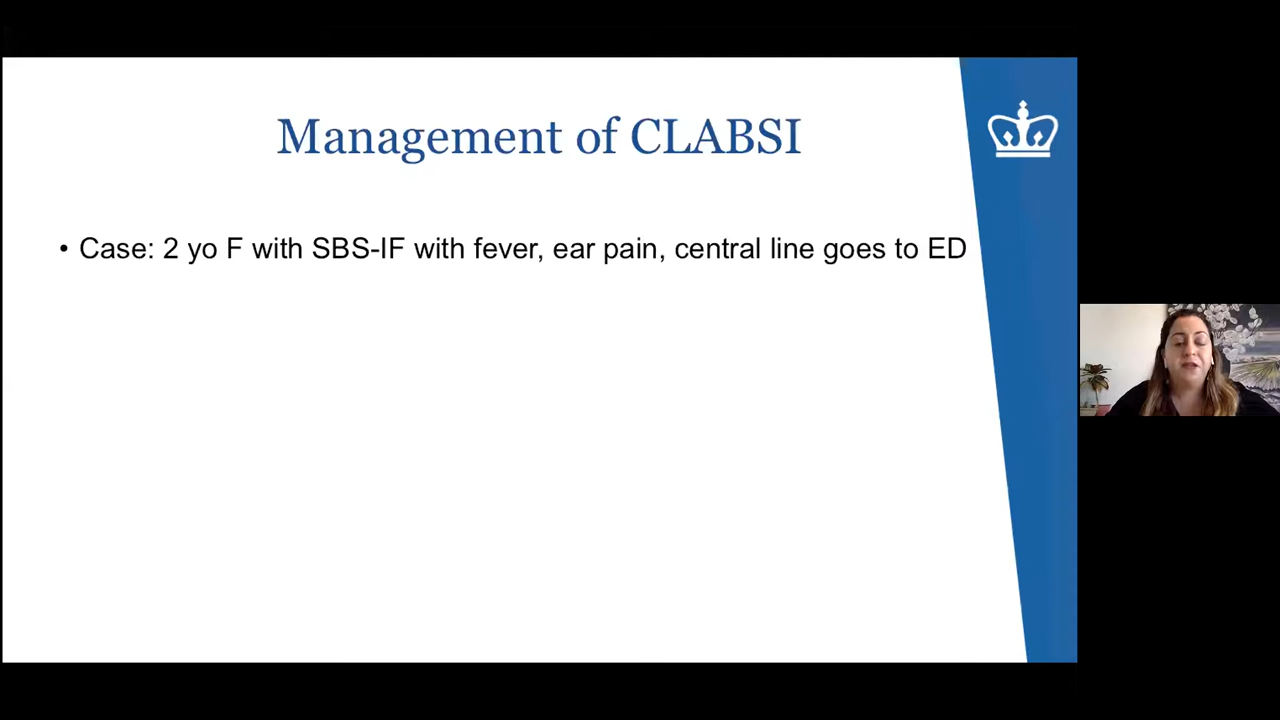 Management of CLABSI
• Case: 2 yo F with SBS-IF with fever, ear pain, central line goes to ED